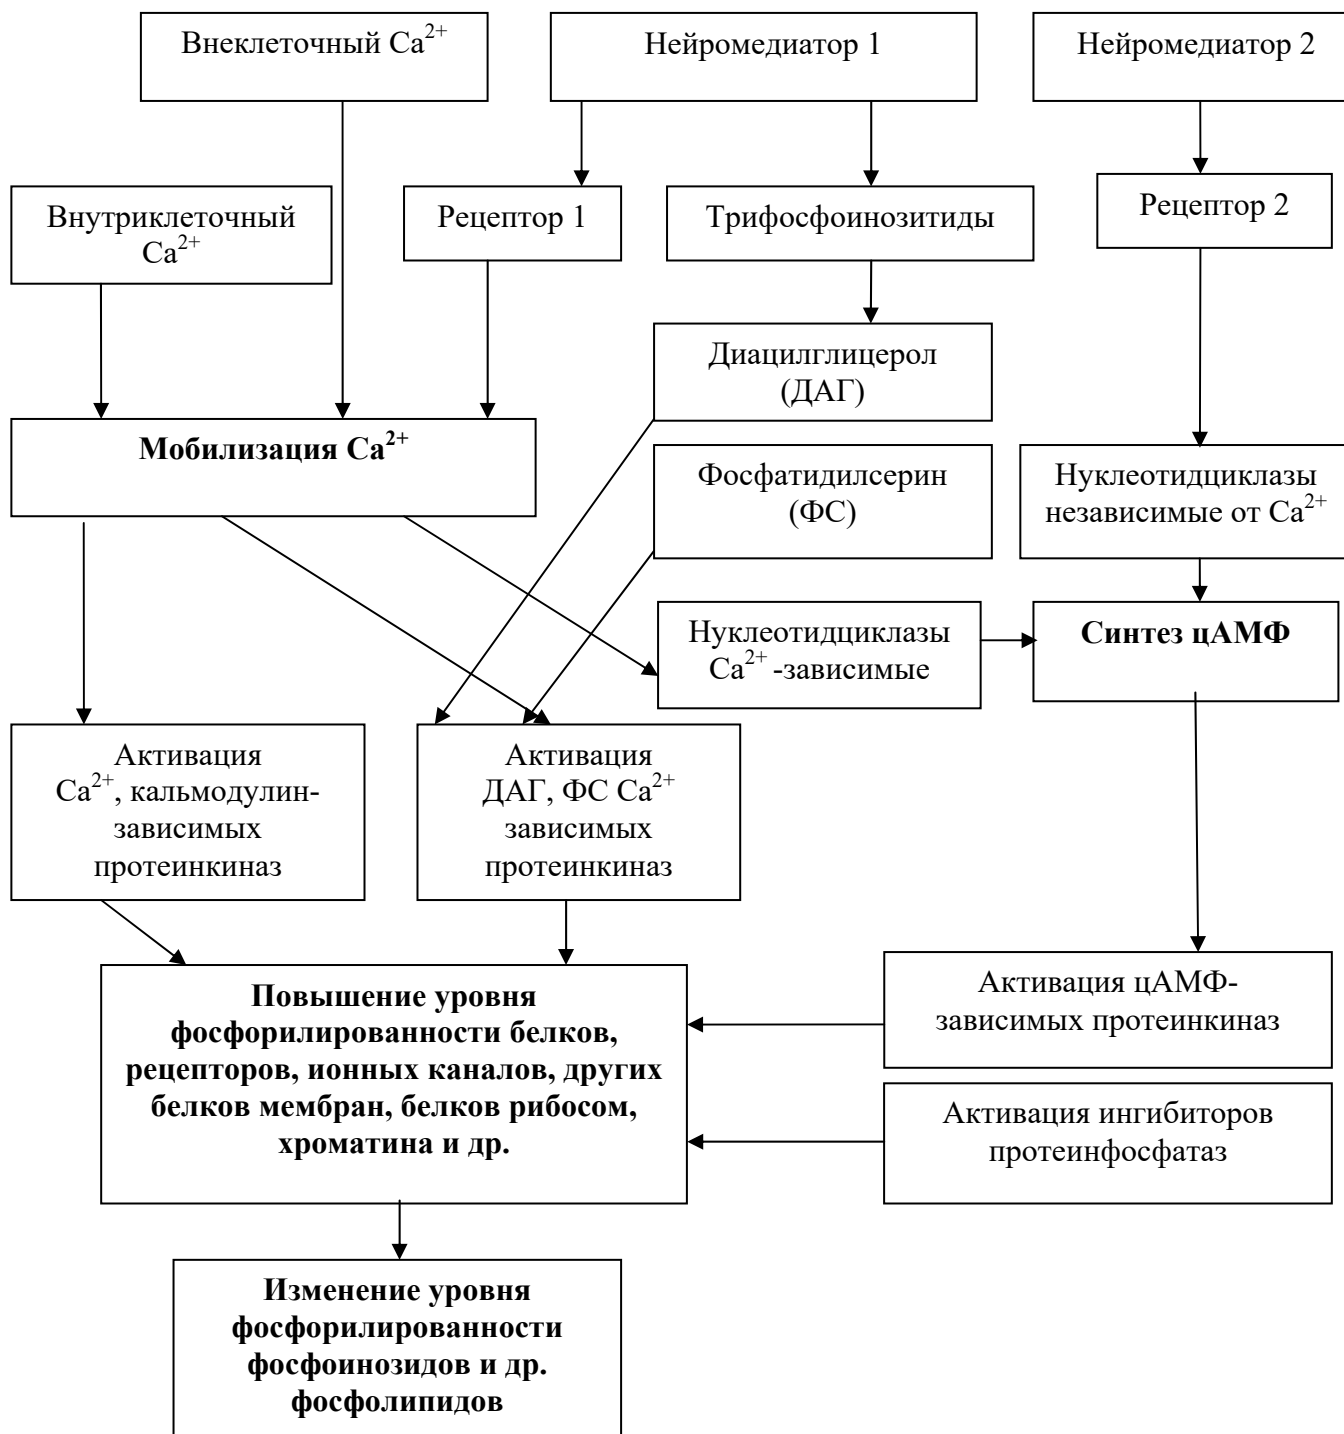 Внеклеточный Ca²⁺
Нейромедиатор 1
Нейромедиатор 2
Внутриклеточный
Ca²⁺
Рецептор 1
Трифосфоинозитиды
Рецептор 2
Диацилглицерол
(ДАГ)
Мобилизация Ca²⁺
Фосфатидилсерин
(ФС)
Нуклеотидциклазы
независимые от Ca²⁺
Нуклеотидциклазы
Ca²⁺ -зависимые
Синтез цАМФ
Активация
Ca²⁺, кальмодулин-
зависимых
протеинкиназ
Активация
ДАГ, ФС Ca²⁺
зависимых
протеинкиназ
Повышение уровня
фосфорилированности белков,
рецепторов, ионных каналов, других
белков мембран, белков рибосом,
хроматина и др.
Активация цАМФ-
зависимых протеинкиназ
Активация ингибиторов
протеинфосфатаз
Изменение уровня
фосфорилированности
фосфоинозидов и др.
фосфолипидов